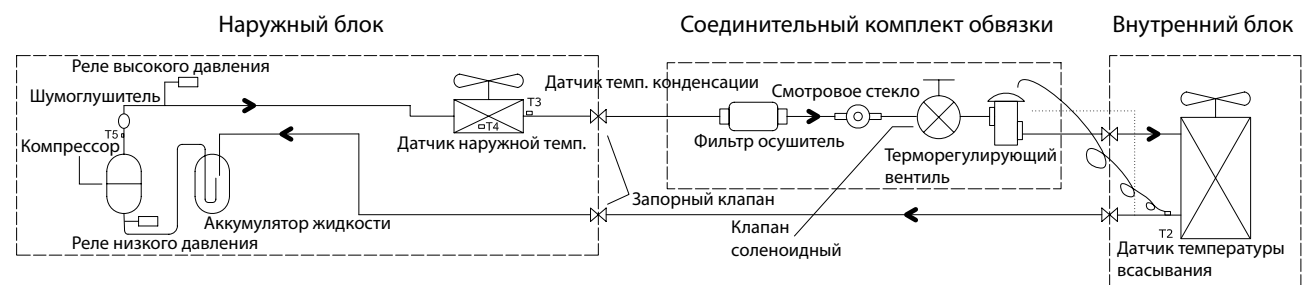 Наружный блок
Соединительный комплект обвязки
Внутренний блок
Реле высокого давления
Шумоглушитель
T5
Компрессор
Реле низкого давления
Аккумулятор жидкости
T3
T4
Датчик наружной темп.
Датчик темп. конденсации
Запорный клапан
Фильтр осушитель
Смотровое стекло
Клапан
соленоидный
Терморегулирующий
вентиль
T2
Датчик температуры
всасывания